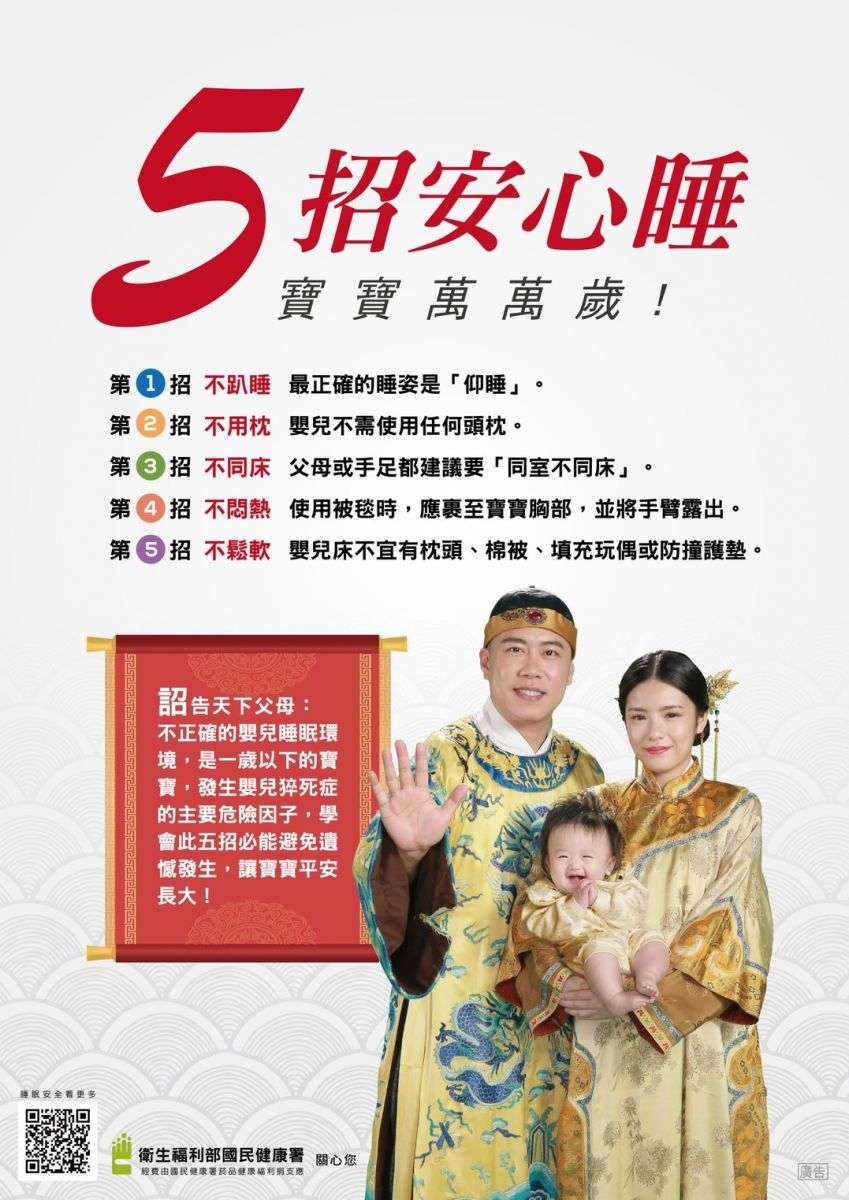 5招安心睡
寶寶萬萬歲!
第1招 不趴睡 最正確的睡姿是「仰睡」。
第2招 不用枕 嬰兒不需使用任何頭枕。
第3招 不同床 父母或手足都建議要「同室不同床」。
第4招 不悶熱 使用被毯時，應裹至寶寶胸部，並將手臂露出。
第5招 不鬆軟 嬰兒床不宜有枕頭、棉被、填充玩偶或防撞護墊。
詔告天下父母：
不正確的嬰兒睡眠環
境，是一歲以下的寶
寶，發生嬰兒猝死症
的主要危險因子，學
會此五招必能避免遺
憾發生，讓寶寶平安
長大！
睡眠安全看更多
衛生福利部國民健康署 關心您
經費由國民健康署菸品健康福利捐支應
廣告